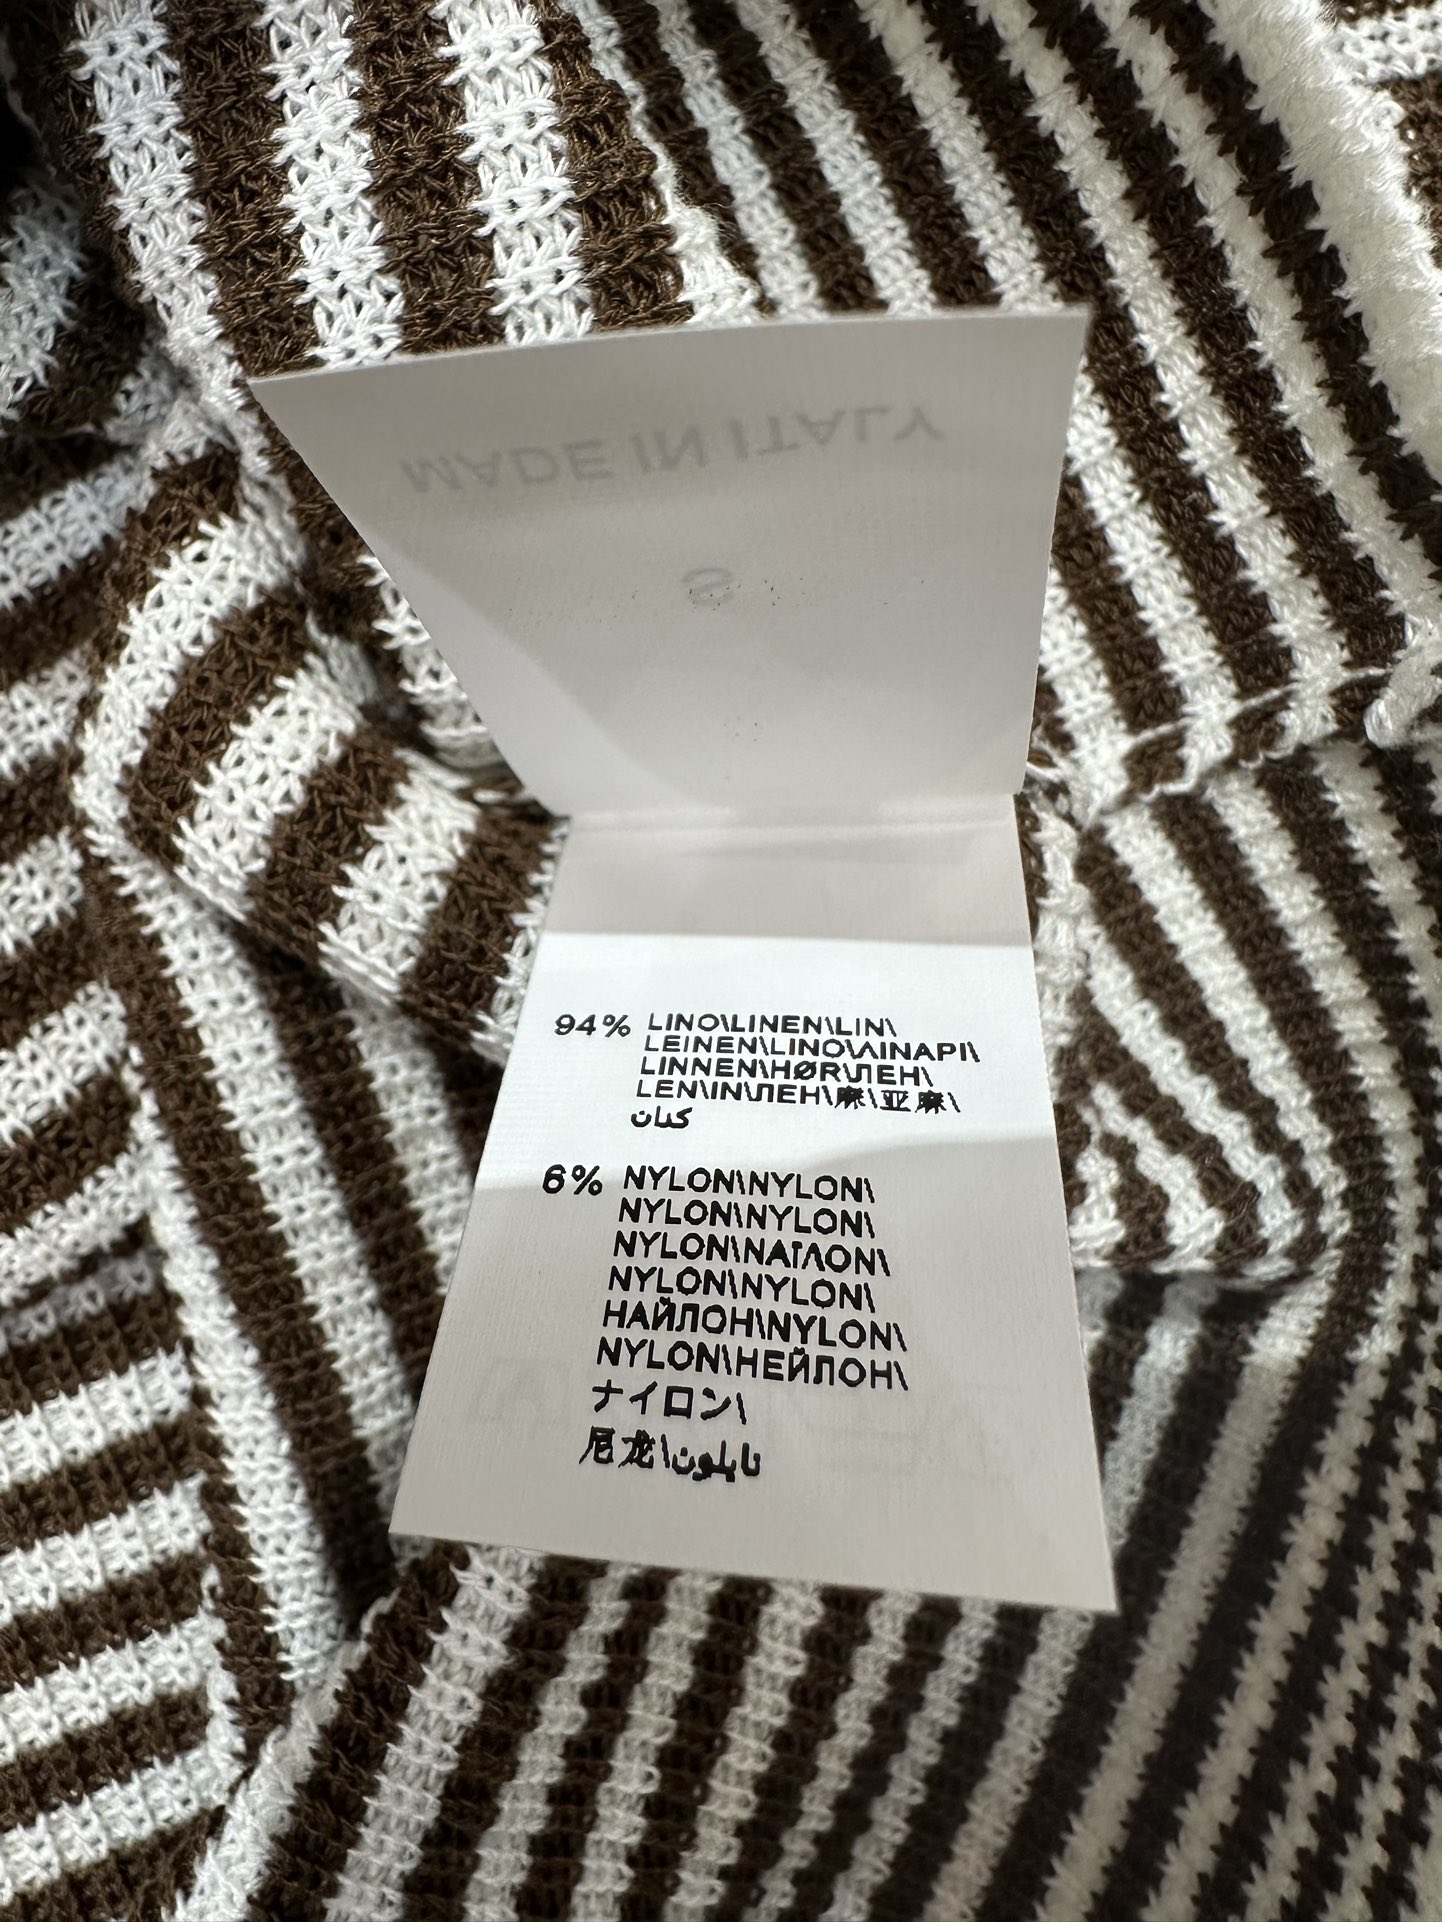 MADE IN ITALY
S
94% LINO\LINEN\LIN\
LEINEN\LINO\ΛΙΝΑΡΙ\
LINNEN\HØR\ЛЕН\
LEN\IN\ЛЕН\麻\亚麻\
كتان
6% NYLON\NYLON\
NYLON\NYLON\
NYLON\ΝΑΙΛΟΝ\
NYLON\NYLON\
НАЙЛОН\NYLON\
NYLON\НЕЙЛОН\
ナイロン\
尼龙\نايلون